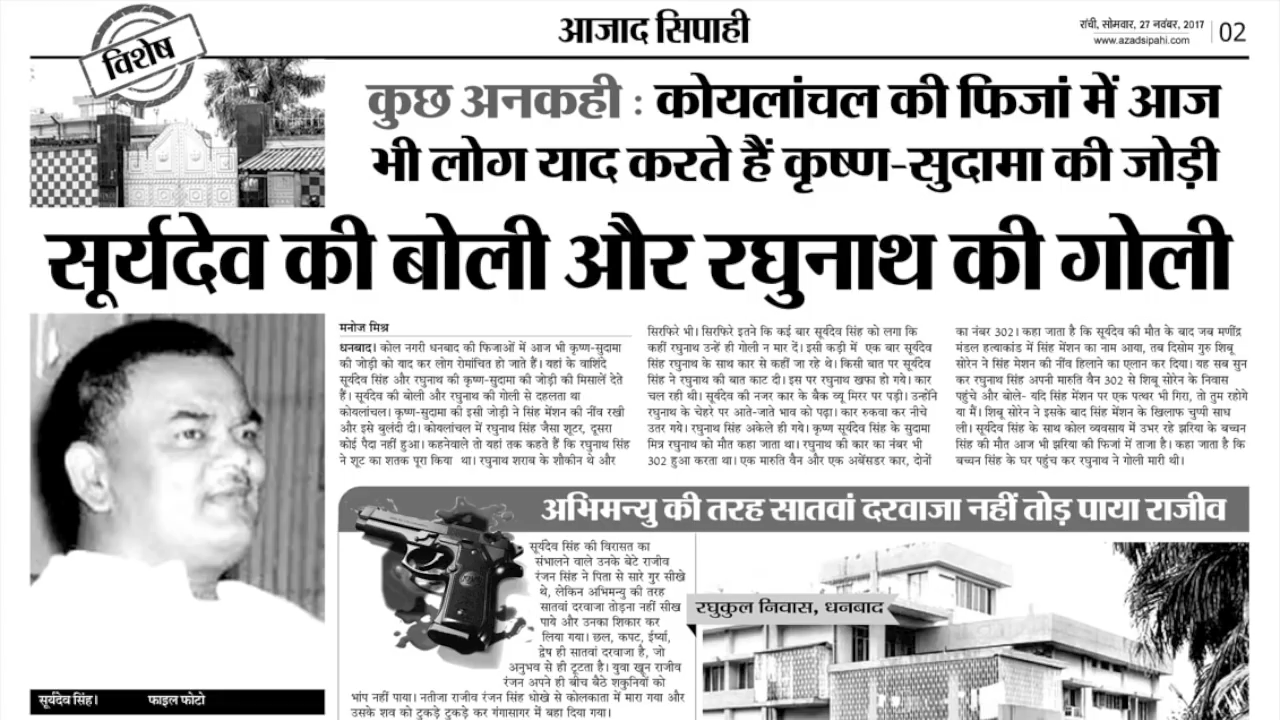 विशेष
आजाद सिपाही
रांची, सोमवार, 27 नवंबर, 2017
www.azadsipahi.com
02
कुछ अनकही : कोयलांचल की फिजां में आज
भी लोग याद करते हैं कृष्ण-सुदामा की जोड़ी
सूर्यदेव की बोली और रघुनाथ की गोली
मनोज मिश्र
धनबाद। कोल नगरी धनबाद की फिजाओं में आज भी कृष्ण-सुदामा
की जोड़ी को याद कर लोग रोमांचित हो जाते हैं। यहां के वाशिंदे
सूर्यदेव सिंह और रघुनाथ की कृष्ण-सुदामा की जोड़ी की मिसालें देते
हैं। सूर्यदेव की बोली और रघुनाथ की गोली से दहलता था
कोयलांचल। कृष्ण-सुदामा की इसी जोड़ी ने सिंह मेंशन की नींव रखी
और इसे बुलंदी दी। कोयलांचल में रघुनाथ सिंह जैसा शूटर, दूसरा
कोई पैदा नहीं हुआ। कहनेवाले तो यहां तक कहते हैं कि रघुनाथ सिंह
ने शूट का शतक पूरा किया था। रघुनाथ शराब के शौकीन थे और
सिरफिरे भी। सिरफिरे इतने कि कई बार सूर्यदेव सिंह को लगा कि
कहीं रघुनाथ उन्हें ही गोली न मार दें। इसी कड़ी में एक बार सूर्यदेव
सिंह रघुनाथ के साथ कार से कहीं जा रहे थे। किसी बात पर सूर्यदेव
सिंह ने रघुनाथ की बात काट दी। इस पर रघुनाथ खफा हो गये। कार
चल रही थी। सूर्यदेव की नजर कार के बैक व्यू मिरर पर पड़ी। उन्होंने
रघुनाथ के चेहरे पर आते-जाते भाव को पढ़ा। कार रुकवा कर नीचे
उतर गये। रघुनाथ सिंह अकेले ही गये। कृष्ण सूर्यदेव सिंह के सुदामा
मित्र रघुनाथ को मौत कहा जाता था। रघुनाथ की कार का नंबर भी
302 हुआ करता था। एक मारुति वैन और एक अबेंसडर कार, दोनों
का नंबर 302। कहा जाता है कि सूर्यदेव की मौत के बाद जब मणींद्र
मंडल हत्याकांड में सिंह मेंशन का नाम आया, तब दिसोम गुरु शिबू
सोरेन ने सिंह मेशन की नींव हिलाने का एलान कर दिया। यह सब सुन
कर रघुनाथ सिंह अपनी मारुति वैन 302 से शिबू सोरेन के निवास
पहुंचे और बोले- यदि सिंह मेंशन पर एक पत्थर भी गिरा, तो तुम रहोगे
या मैं। शिबू सोरेन ने इसके बाद सिंह मेंशन के खिलाफ चुप्पी साध
ली। सूर्यदेव सिंह के साथ कोल व्यवसाय में उभर रहे झरिया के बच्चन
सिंह की मौत आज भी झरिया की फिजां में ताजा है। कहा जाता है कि
बच्चन सिंह के घर पहुंच कर रघुनाथ ने गोली मारी थी।
अभिमन्यु की तरह सातवां दरवाजा नहीं तोड़ पाया राजीव
सूर्यदेव सिंह की विरासत का
संभालने वाले उनके बेटे राजीव
रंजन सिंह ने पिता से सारे गुर सीखे
थे, लेकिन अभिमन्यु की तरह
सातवां दरवाजा तोड़ना नहीं सीख
पाये और उनका शिकार कर
लिया गया। छल, कपट, ईर्ष्या,
द्वेष ही सातवां दरवाजा है, जो
अनुभव से ही टूटता है। युवा खून राजीव
रंजन अपने ही बीच बैठे शकुनियों को
भांप नहीं पाया। नतीजा राजीव रंजन सिंह धोखे से कोलकाता में मारा गया और
उसके शव को टुकड़े टुकड़े कर गंगासागर में बहा दिया गया।
रघुकुल निवास, धनबाद
सूर्यदेव सिंह। फाइल फोटो